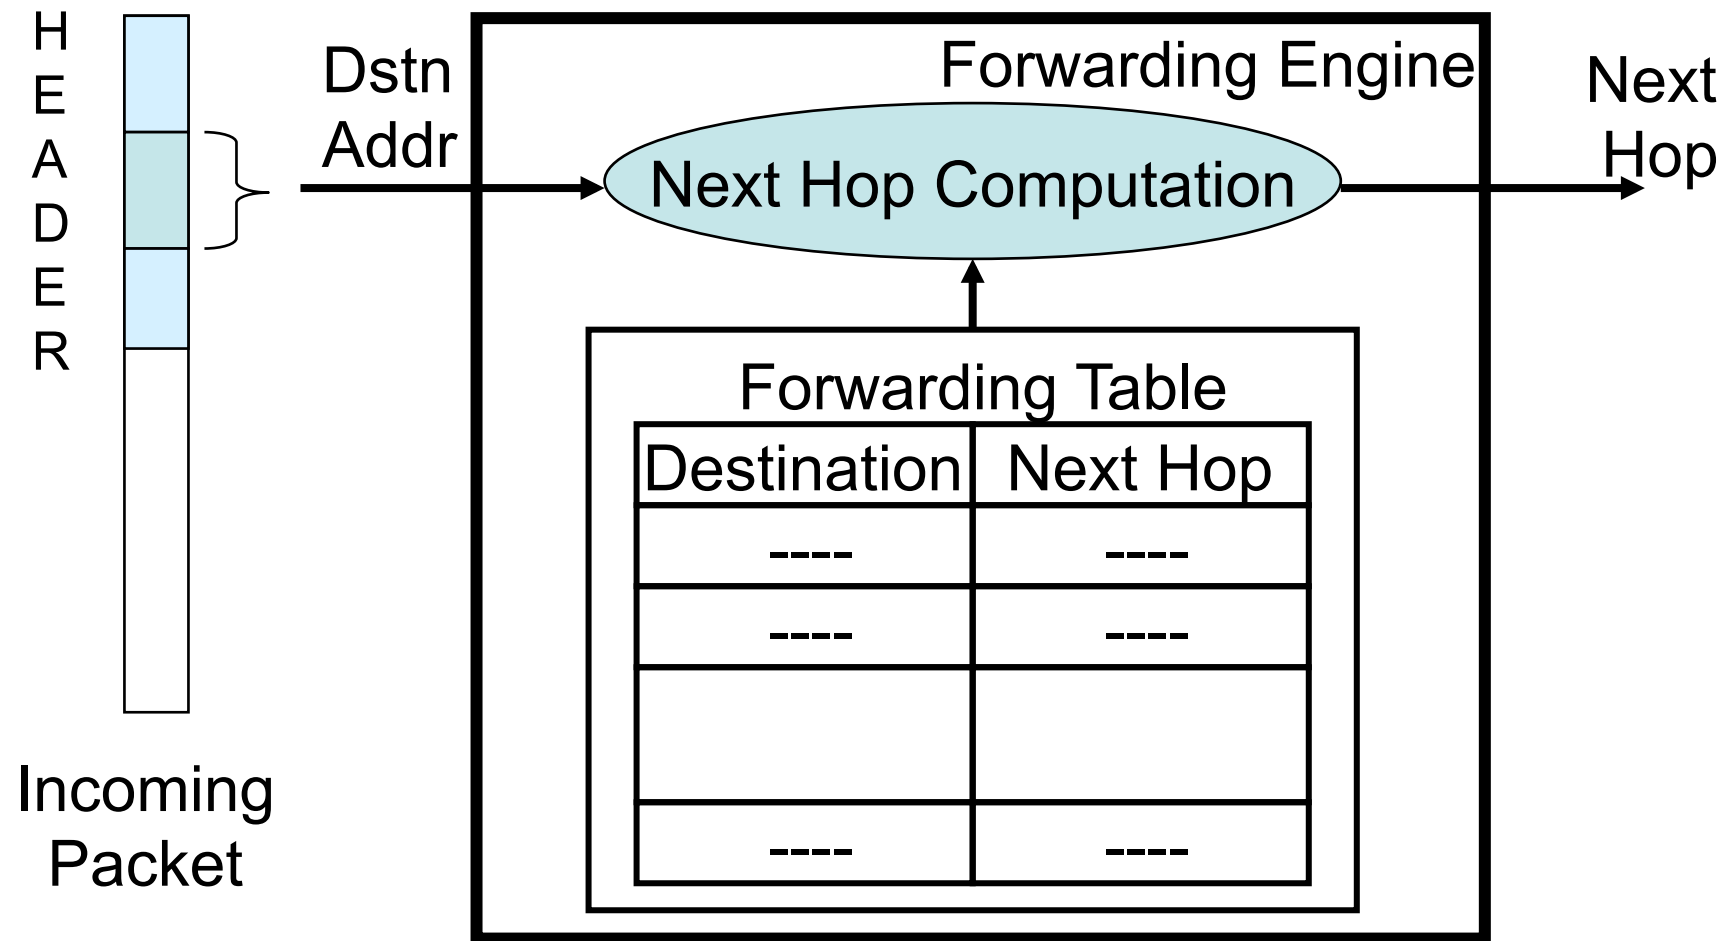 H
E
A
D
E
R
Incoming
Packet
Dstn
Addr
Forwarding Engine
Next Hop Computation
Next
Hop
Forwarding Table
Destination Next Hop
---- ----
---- ----
---- ----